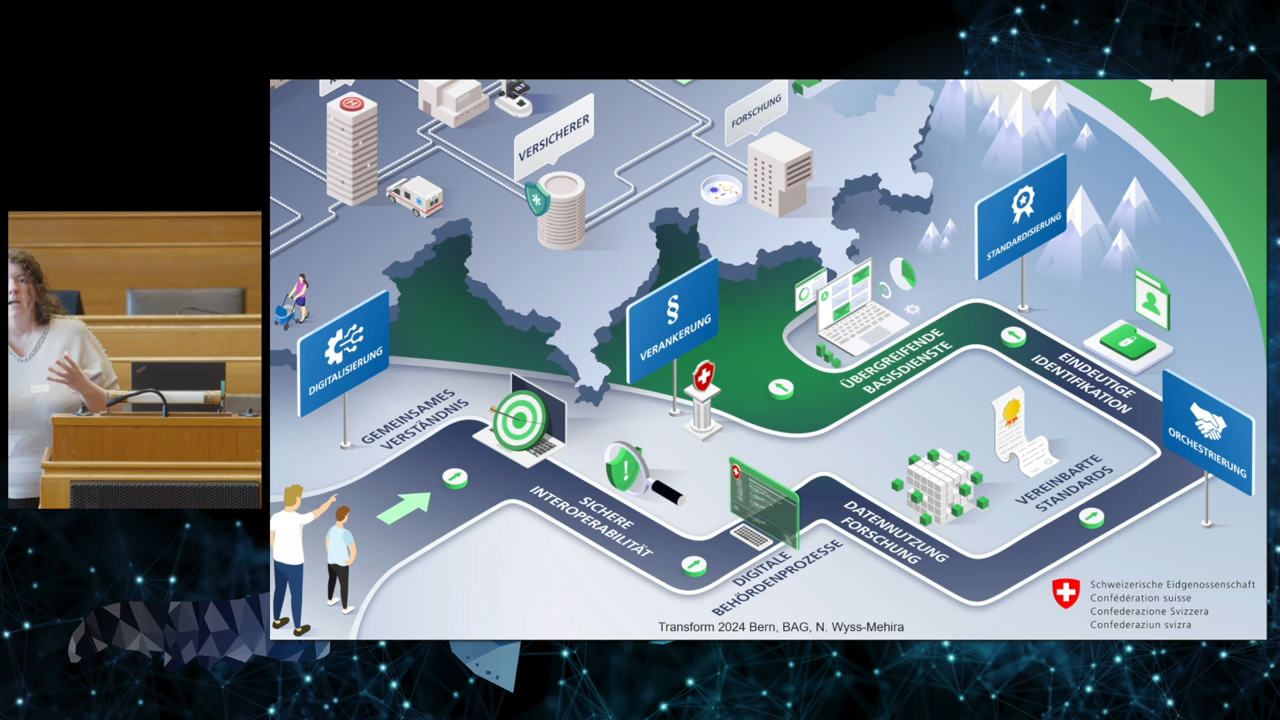 VERSICHERER
FORSCHUNG
STANDARDISIERUNG
VERANKERUNG
DIGITALISIERUNG
ÜBERGREIFENDE
BASISDIENSTE
EINDEUTIGE
IDENTIFIKATION
GEMEINSAMES
VERSTÄNDNIS
ORCHESTRIERUNG
SICHERE
INTEROPERABILITÄT
VEREINBARTE
STANDARDS
DATENNUTZUNG
FORSCHUNG
DIGITALE
BEHÖRDENPROZESSE
Schweizerische Eidgenossenschaft
Confédération suisse
Confederazione Svizzera
Confederaziun svizra
Transform 2024 Bern, BAG, N. Wyss-Mehira